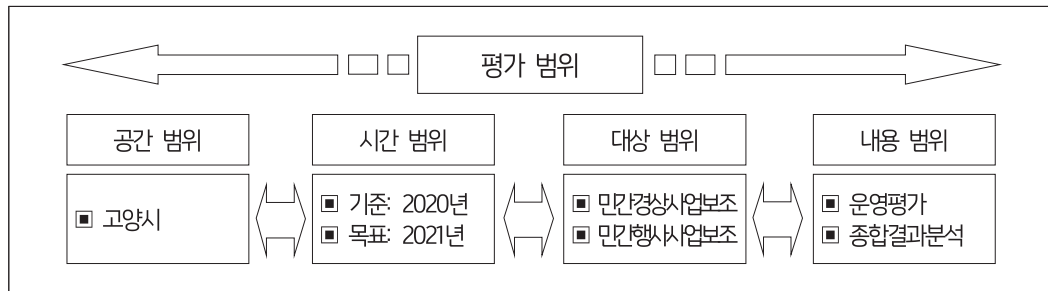 평가 범위
공간 범위
시간 범위
대상 범위
내용 범위
▣ 고양시
▣ 기준: 2020년
▣ 목표: 2021년
▣ 민간경상사업보조
▣ 민간행사사업보조
▣ 운영평가
▣ 종합결과분석